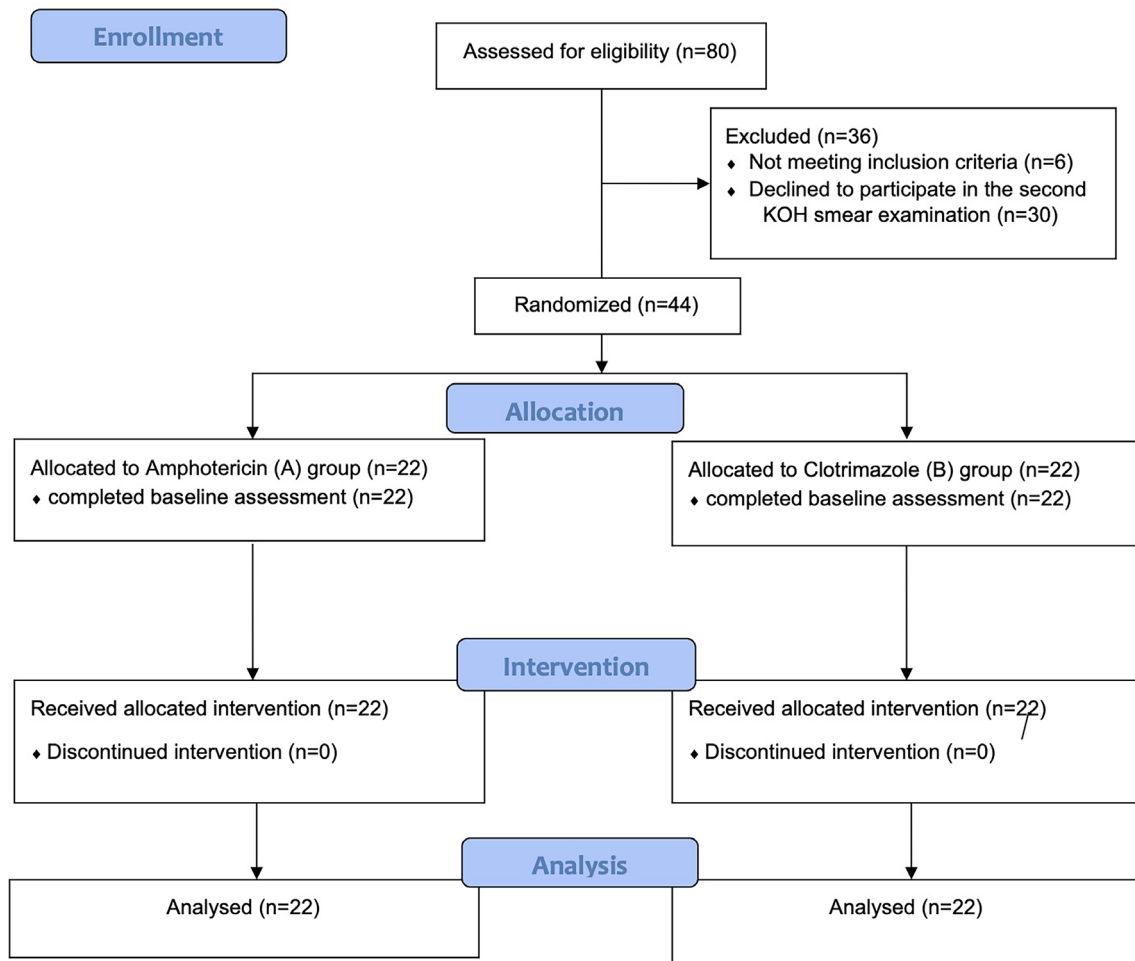 Enrollment
Assessed for eligibility (n=80)
Excluded (n=36)
♦ Not meeting inclusion criteria (n=6)
♦ Declined to participate in the second
KOH smear examination (n=30)
Randomized (n=44)
Allocation
Allocated to Amphotericin (A) group (n=22)
♦ completed baseline assessment (n=22)
Allocated to Clotrimazole (B) group (n=22)
♦ completed baseline assessment (n=22)
Intervention
Received allocated intervention (n=22)
♦ Discontinued intervention (n=0)
Received allocated intervention (n=22)
♦ Discontinued intervention (n=0)
Analysis
Analysed (n=22)
Analysed (n=22)